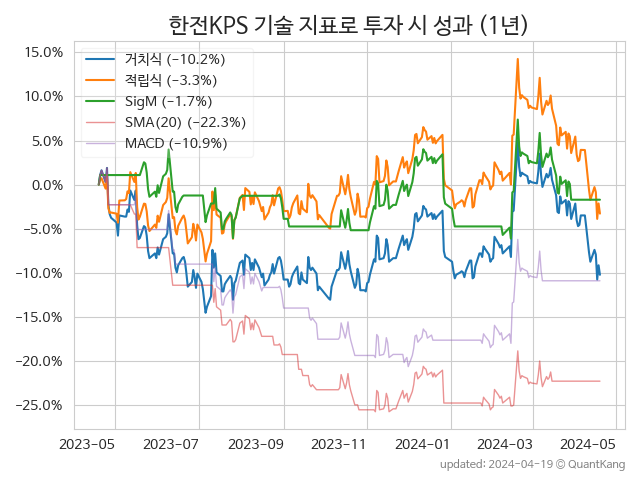 한전KPS 기술 지표로 투자 시 성과 (1년)
15.0%
10.0%
5.0%
0.0%
−5.0%
−10.0%
−15.0%
−20.0%
−25.0%
거치식 (−10.2%)
적립식 (−3.3%)
SigM (−1.7%)
SMA(20) (−22.3%)
MACD (−10.9%)
2023-05 2023-07 2023-09 2023-11 2024-01 2024-03 2024-05
updated: 2024-04-19 © QuantKang